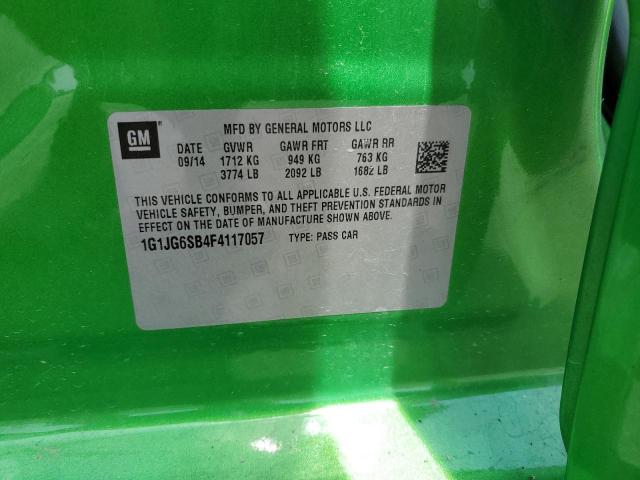 GM
MFD BY GENERAL MOTORS LLC
DATE GVWR GAWR FRT GAWR RR
09/14 1712 KG 949 KG 763 KG
3774 LB 2092 LB 1682 LB
THIS VEHICLE CONFORMS TO ALL APPLICABLE U.S. FEDERAL MOTOR
VEHICLE SAFETY, BUMPER, AND THEFT PREVENTION STANDARDS IN
EFFECT ON THE DATE OF MANUFACTURE SHOWN ABOVE.
1G1JG6SB4F4117057 TYPE: PASS CAR